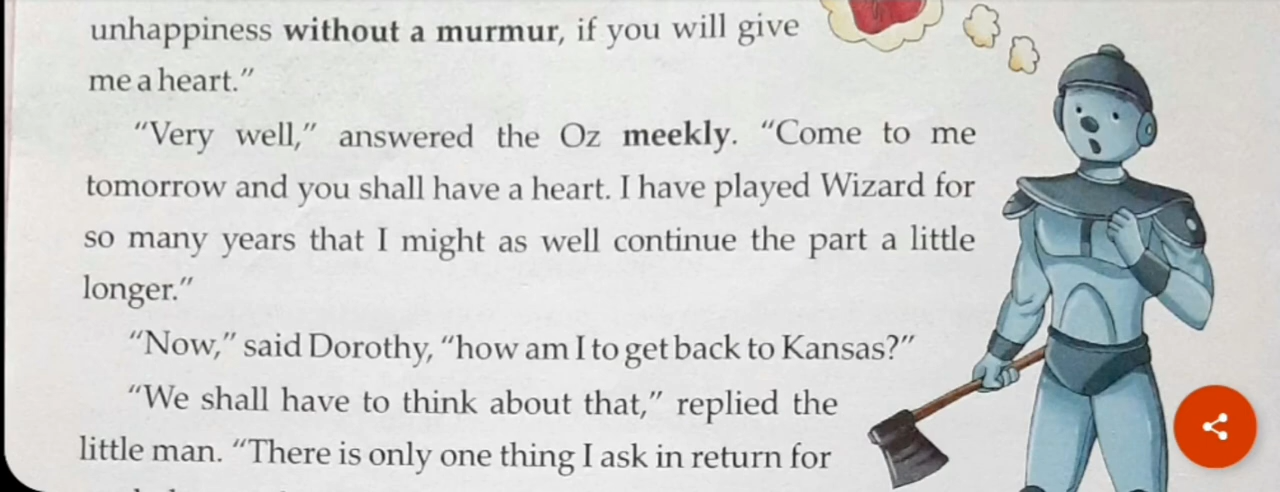 unhappiness without a murmur, if you will give
me a heart.”
“Very well,” answered the Oz meekly. “Come to me
tomorrow and you shall have a heart. I have played Wizard for
so many years that I might as well continue the part a little
longer.”
“Now,” said Dorothy, “how am I to get back to Kansas?”
“We shall have to think about that,” replied the
little man. “There is only one thing I ask in return for